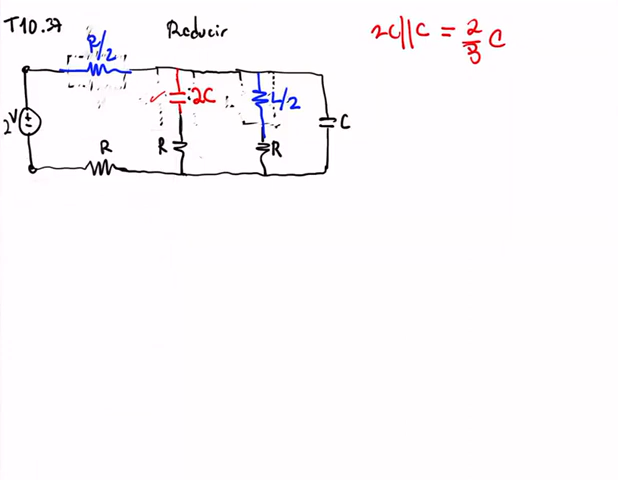 T10.37 Reducir
2C||C = 2/3 C
R/2
2C
L/2
2V
C
R
R
R